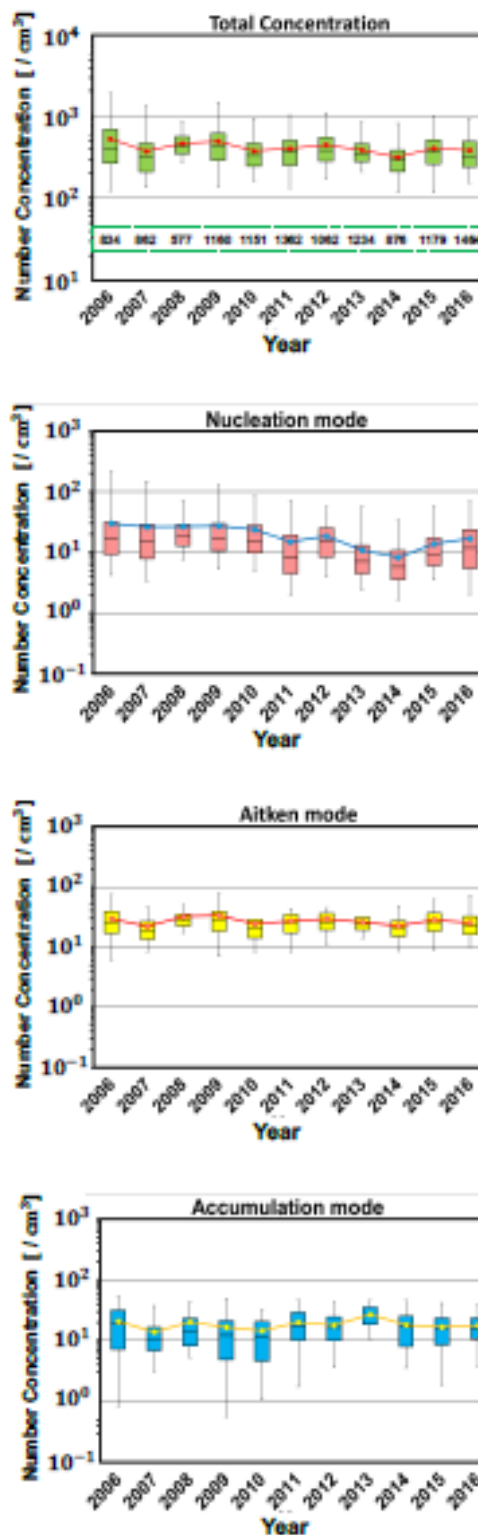 Total Concentration
Number Concentration [ / cm³]
10⁴
10³
10²
834 862 577 1160 1151 1362 1062 1234 876 1179
10¹
2006 2007 2008 2009 2010 2011 2012 2013 2014 2015 2016
Year
Nucleation mode
Number Concentration [ / cm³]
10³
10²
10¹
10⁰
10⁻¹
2006 2007 2008 2009 2010 2011 2012 2013 2014 2015 2016
Year
Aitken mode
Number Concentration [ / cm³]
10³
10²
10¹
10⁰
10⁻¹
2006 2007 2008 2009 2010 2011 2012 2013 2014 2015 2016
Year
Accumulation mode
Number Concentration [ / cm³]
10³
10²
10¹
10⁰
10⁻¹
2006 2007 2008 2009 2010 2011 2012 2013 2014 2015 2016
Year